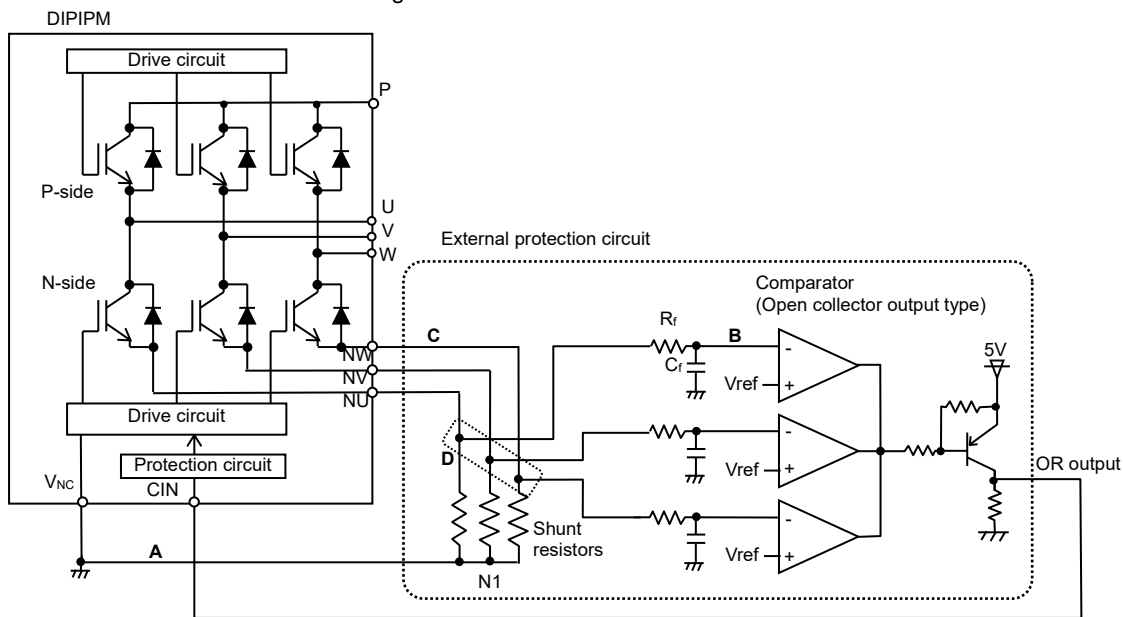 DIPIPM
Drive circuit
P
P-side
U
V
W
External protection circuit
N-side
Comparator
(Open collector output type)
Rf
B
C
Cf
5V
NW
NV
NU
Vref
-
+
Drive circuit
D
Vref
-
+
Protection circuit
OR output
VNC
CIN
Shunt
resistors
Vref
-
+
A
N1